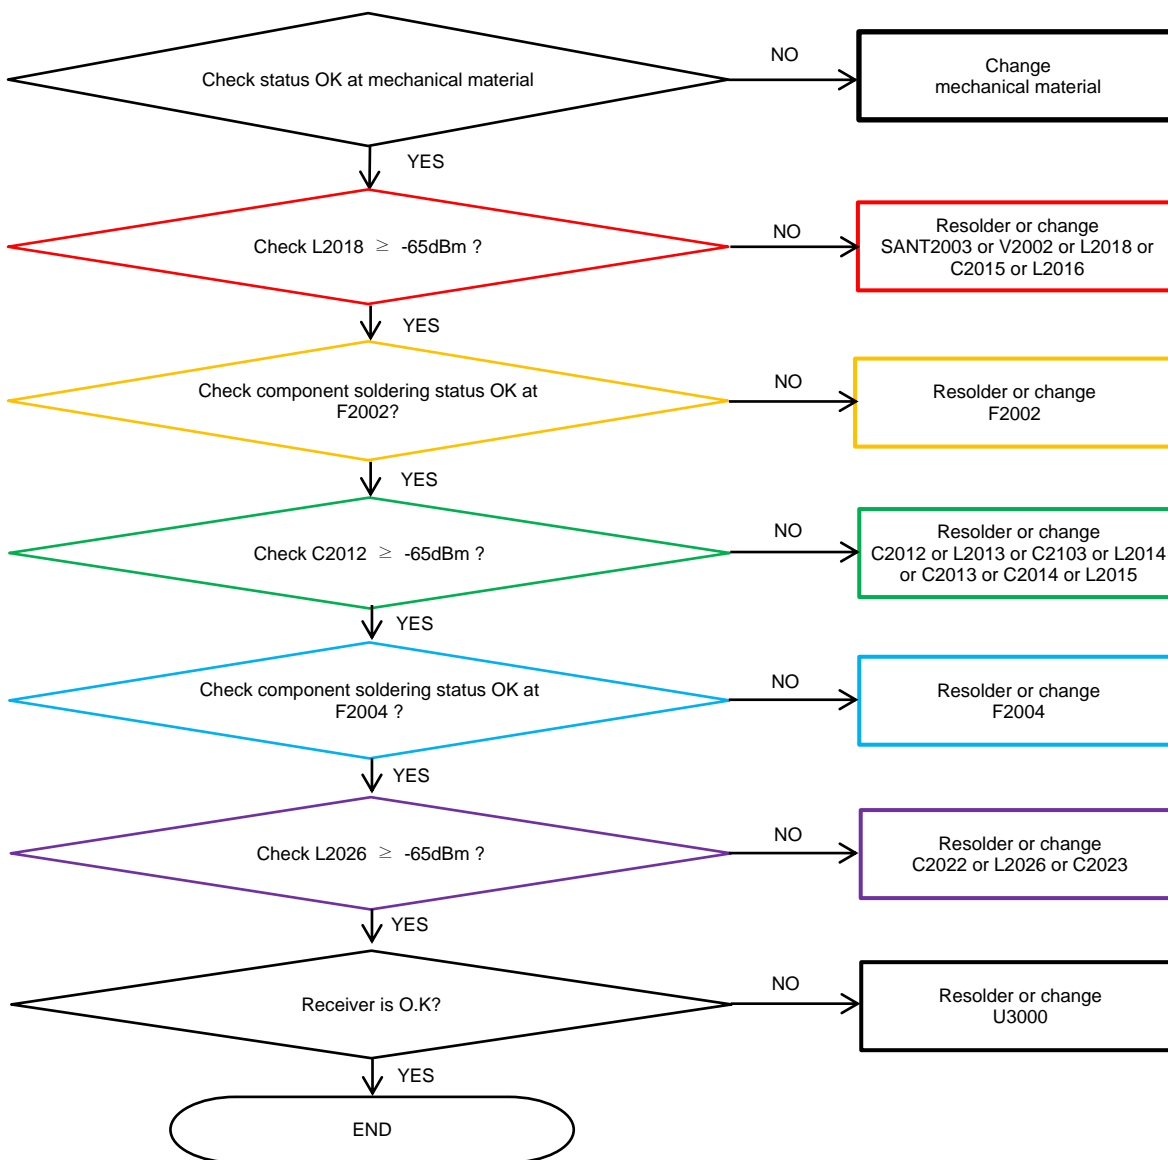 Check status OK at mechanical material
NO
Change
mechanical material
YES
Check L2018 ≥ -65dBm ?
NO
Resolder or change
SANT2003 or V2002 or L2018 or
C2015 or L2016
YES
Check component soldering status OK at
F2002?
NO
Resolder or change
F2002
YES
Check C2012 ≥ -65dBm ?
NO
Resolder or change
C2012 or L2013 or C2103 or L2014
or C2013 or C2014 or L2015
YES
Check component soldering status OK at
F2004 ?
NO
Resolder or change
F2004
YES
Check L2026 ≥ -65dBm ?
NO
Resolder or change
C2022 or L2026 or C2023
YES
Receiver is O.K?
NO
Resolder or change
U3000
YES
END